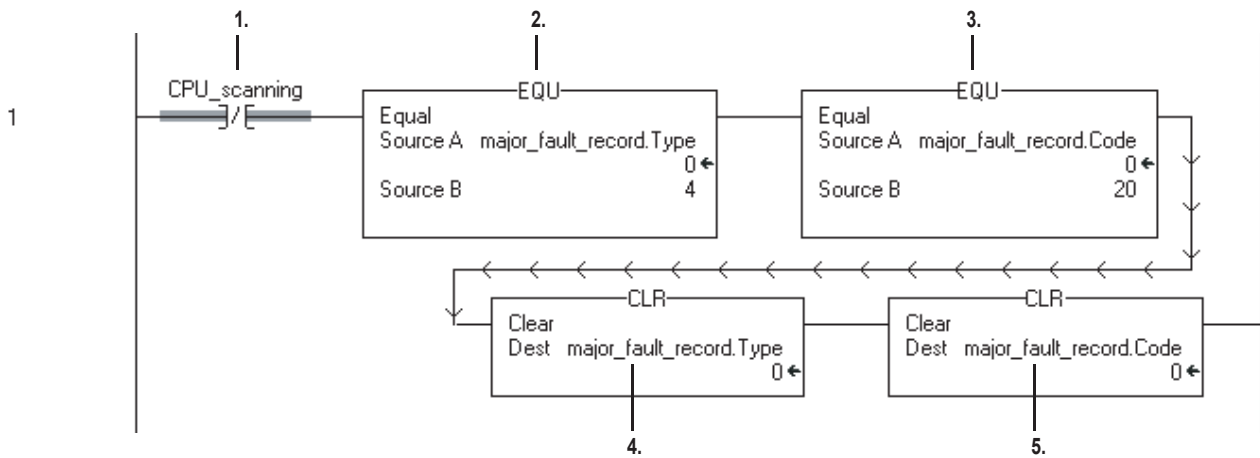 1.
2.
3.
CPU_scanning
1
EQU
Equal
Source A major_fault_record.Type
0
Source B 4
EQU
Equal
Source A major_fault_record.Code
0
Source B 20
CLR
Clear
Dest major_fault_record.Type
0
CLR
Clear
Dest major_fault_record.Code
0
4.
5.